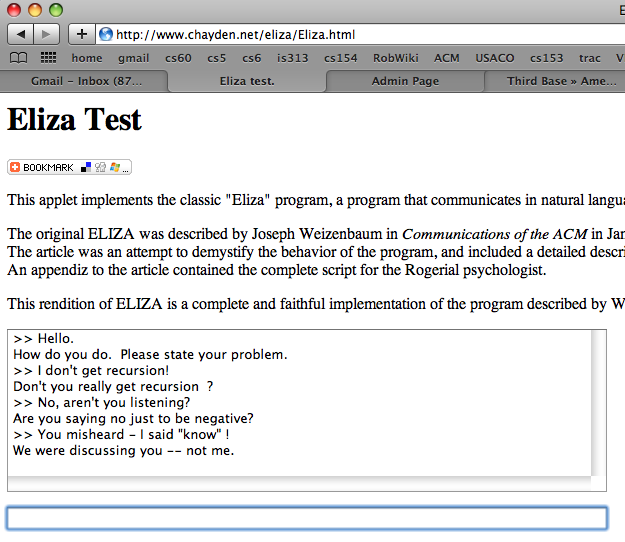 E
http://www.chayden.net/eliza/Eliza.html
home gmail cs60 cs5 cs6 is313 cs154 RobWiki ACM USACO cs153 trac V
Gmail – Inbox (87... Eliza test. Admin Page Third Base » Ame...
Eliza Test
BOOKMARK ...
This applet implements the classic "Eliza" program, a program that communicates in natural langua
The original ELIZA was described by Joseph Weizenbaum in Communications of the ACM in Jan
The article was an attempt to demystify the behavior of the program, and included a detailed descri
An appendiz to the article contained the complete script for the Rogerial psychologist.
This rendition of ELIZA is a complete and faithful implementation of the program described by W
>> Hello.
How do you do.  Please state your problem.
>> I don't get recursion!
Don't you really get recursion  ?
>> No, aren't you listening?
Are you saying no just to be negative?
>> You misheard – I said "know" !
We were discussing you -- not me.